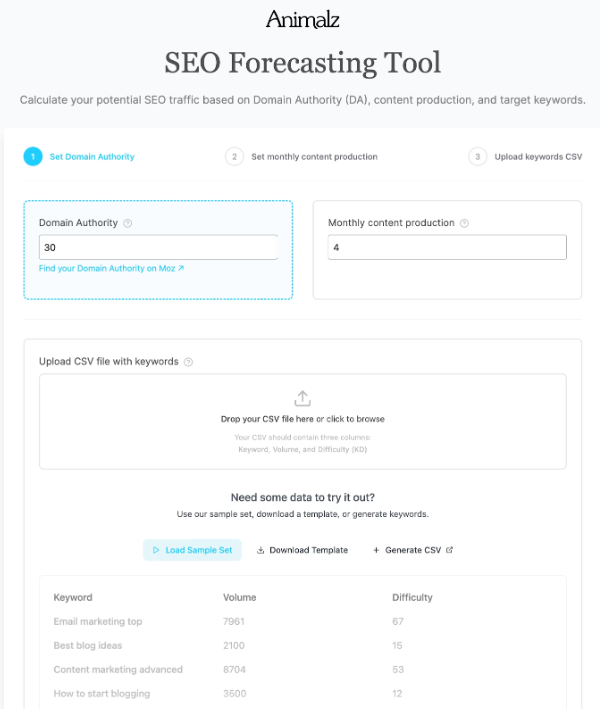 Animalz
SEO Forecasting Tool
Calculate your potential SEO traffic based on Domain Authority (DA), content production, and target keywords.
1 Set Domain Authority 2 Set monthly content production 3 Upload keywords CSV
Domain Authority ? Monthly content production ?
30 4
Find your Domain Authority on Moz ↗
Upload CSV file with keywords ?
Drop your CSV file here or click to browse
Your CSV should contain three columns:
Keyword, Volume, and Difficulty (KD)
Need some data to try it out?
Use our sample set, download a template, or generate keywords.
Load Sample Set Download Template + Generate CSV
Keyword Volume Difficulty
Email marketing top 7961 67
Best blog ideas 2100 15
Content marketing advanced 8704 53
How to start blogging 3600 12